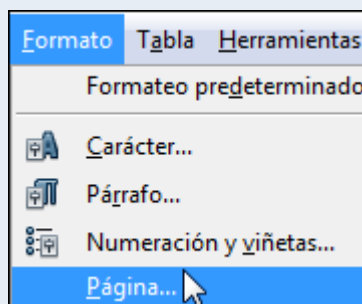 Formato Tabla Herramientas
Formateo predeterminado
Carácter...
Párrafo...
Numeración y viñetas...
Página...